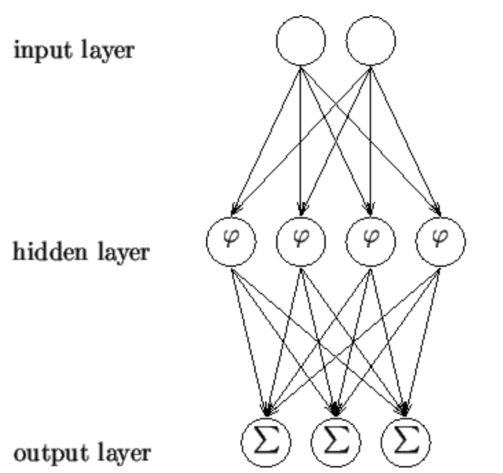 input layer
hidden layer
φ φ φ φ
output layer
Σ Σ Σ